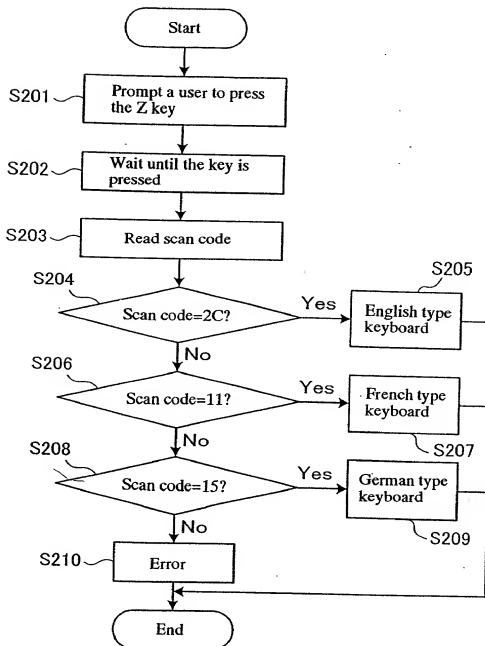 Start
S201
Prompt a user to press
the Z key
S202
Wait until the key is
pressed
S203
Read scan code
S204
Scan code=2C?
Yes
S205
English type
keyboard
No
S206
Scan code=11?
Yes
French type
keyboard
S207
No
S208
Scan code=15?
Yes
German type
keyboard
S209
No
S210
Error
End